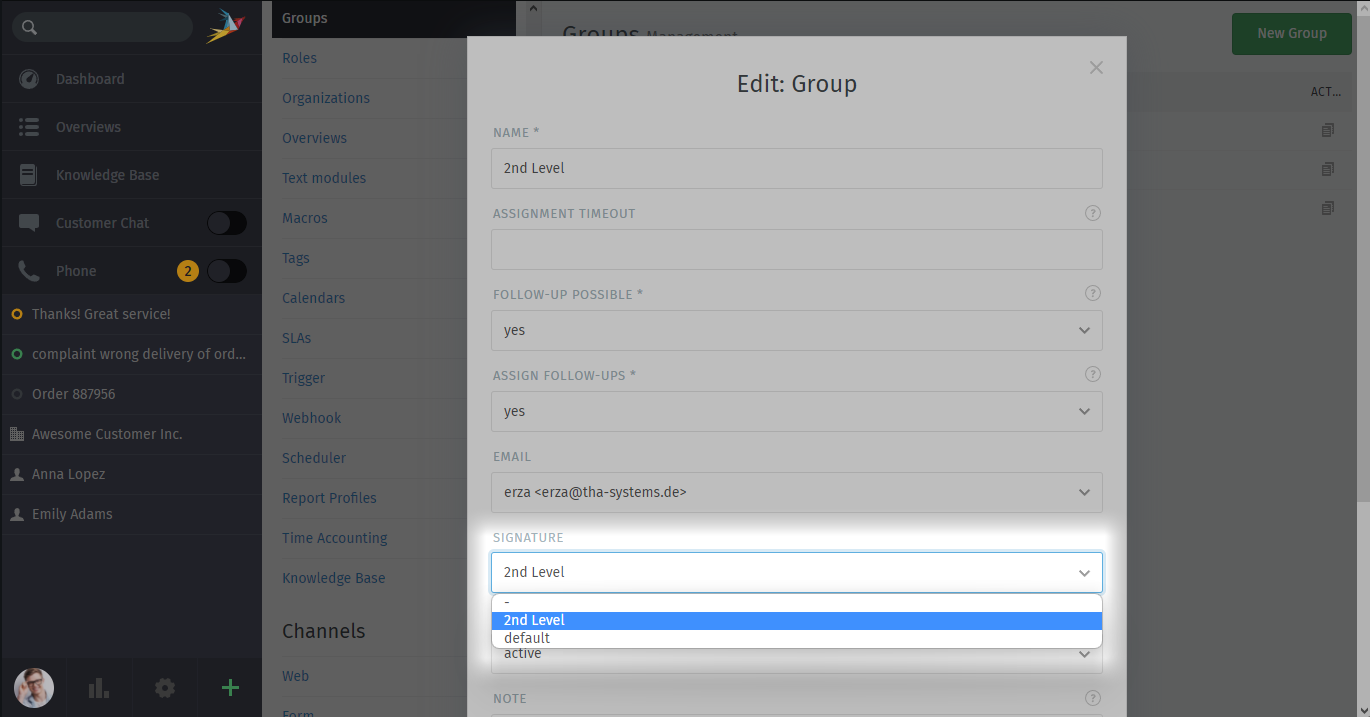 Dashboard
Overviews
Knowledge Base
Customer Chat
Phone
2
Thanks! Great service!
complaint wrong delivery of ord...
Order 887956
Awesome Customer Inc.
Anna Lopez
Emily Adams
Groups
Roles
Organizations
Overviews
Text modules
Macros
Tags
Calendars
SLAs
Trigger
Webhook
Scheduler
Report Profiles
Time Accounting
Knowledge Base
Channels
Web
Form
Groups Management
New Group
ACT...
Edit: Group
NAME *
2nd Level
ASSIGNMENT TIMEOUT
?
FOLLOW-UP POSSIBLE *
?
yes
ASSIGN FOLLOW-UPS *
?
yes
EMAIL
erza <erza@tha-systems.de>
SIGNATURE
2nd Level
-
2nd Level
default
active
NOTE
?